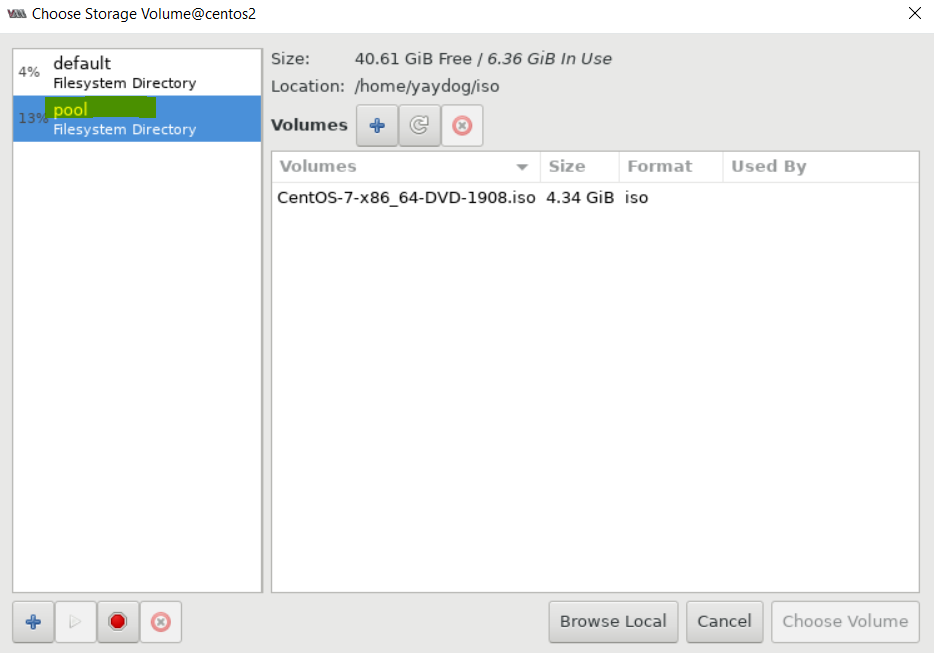 Choose Storage Volume@centos2
4%
default
Filesystem Directory
13%
pool
Filesystem Directory
Size: 40.61 GiB Free / 6.36 GiB In Use
Location: /home/yaydog/iso
Volumes
Volumes Size Format Used By
CentOS-7-x86_64-DVD-1908.iso 4.34 GiB iso
Browse Local Cancel Choose Volume